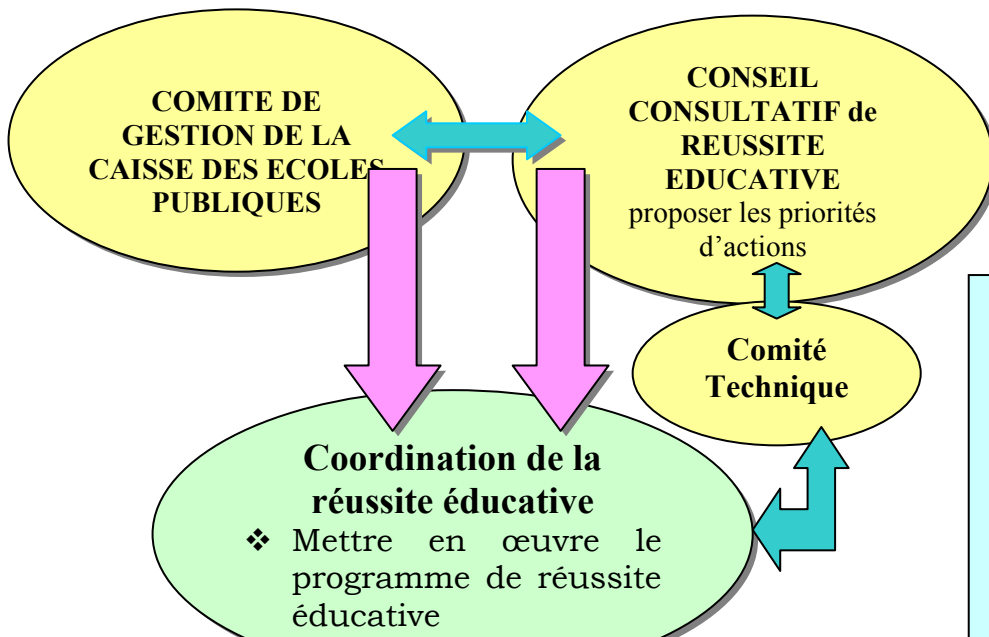 COMITE DE
GESTION DE LA
CAISSE DES ECOLES
PUBLIQUES
CONSEIL
CONSULTATIF de
REUSSITE
EDUCATIVE
proposer les priorités
d’actions
Comité
Technique
Coordination de la
réussite éducative
❖ Mettre en œuvre le
programme de réussite
éducative